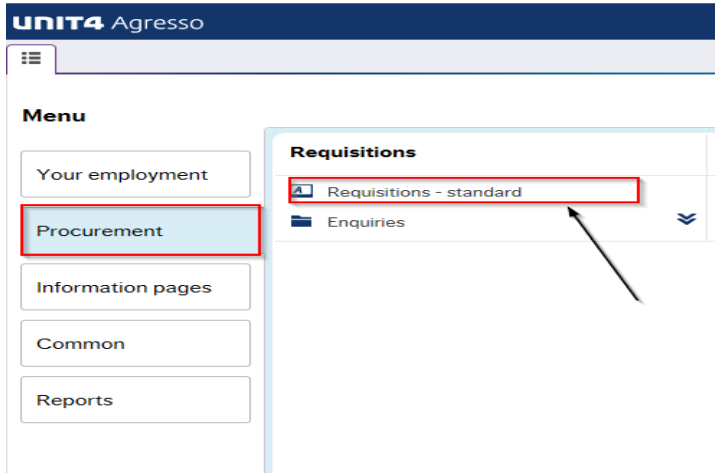 UNIT4 Agresso
Menu
Your employment
Procurement
Information pages
Common
Reports
Requisitions
Requisitions - standard
Enquiries